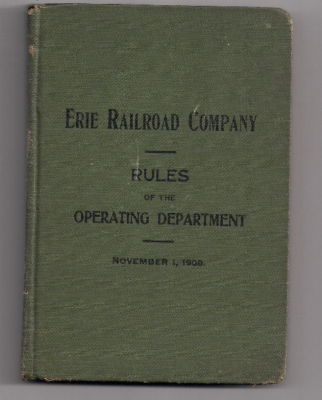 ERIE RAILROAD COMPANY
RULES
OF THE
OPERATING DEPARTMENT
NOVEMBER 1, 1908.